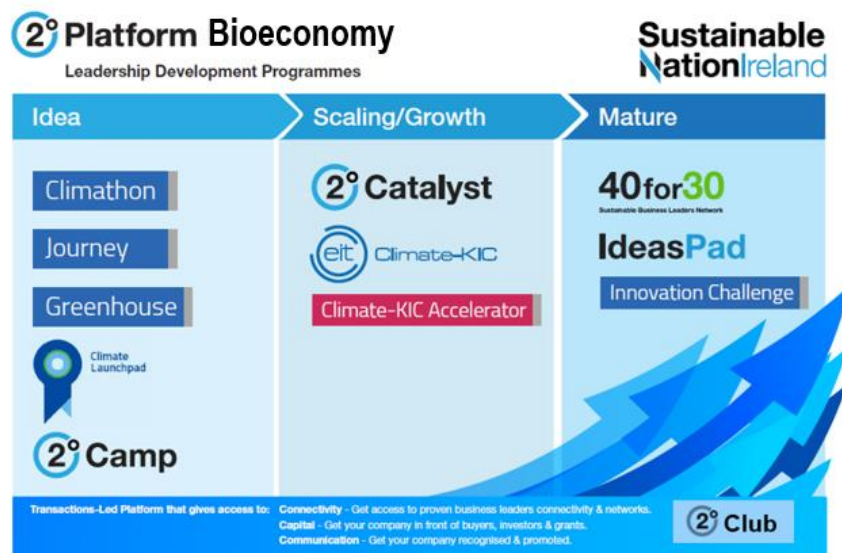 2° Platform Bioeconomy
Leadership Development Programmes
Sustainable
NationIreland
Idea
Scaling/Growth
Mature
Climathon
Journey
Greenhouse
Climate
Launchpad
2° Camp
2° Catalyst
eit Climate-KIC
Climate-KIC Accelerator
40for30
Sustainable Business Leaders Network
IdeasPad
Innovation Challenge
Transactions-Led Platform that gives access to: Connectivity - Get access to proven business leaders connectivity & networks.
Capital - Get your company in front of buyers, investors & grants.
Communication - Get your company recognised & promoted.
2° Club